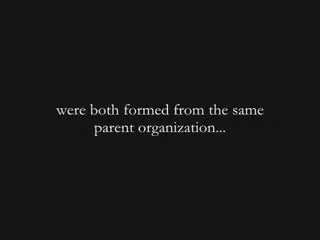 were both formed from the same
parent organization...